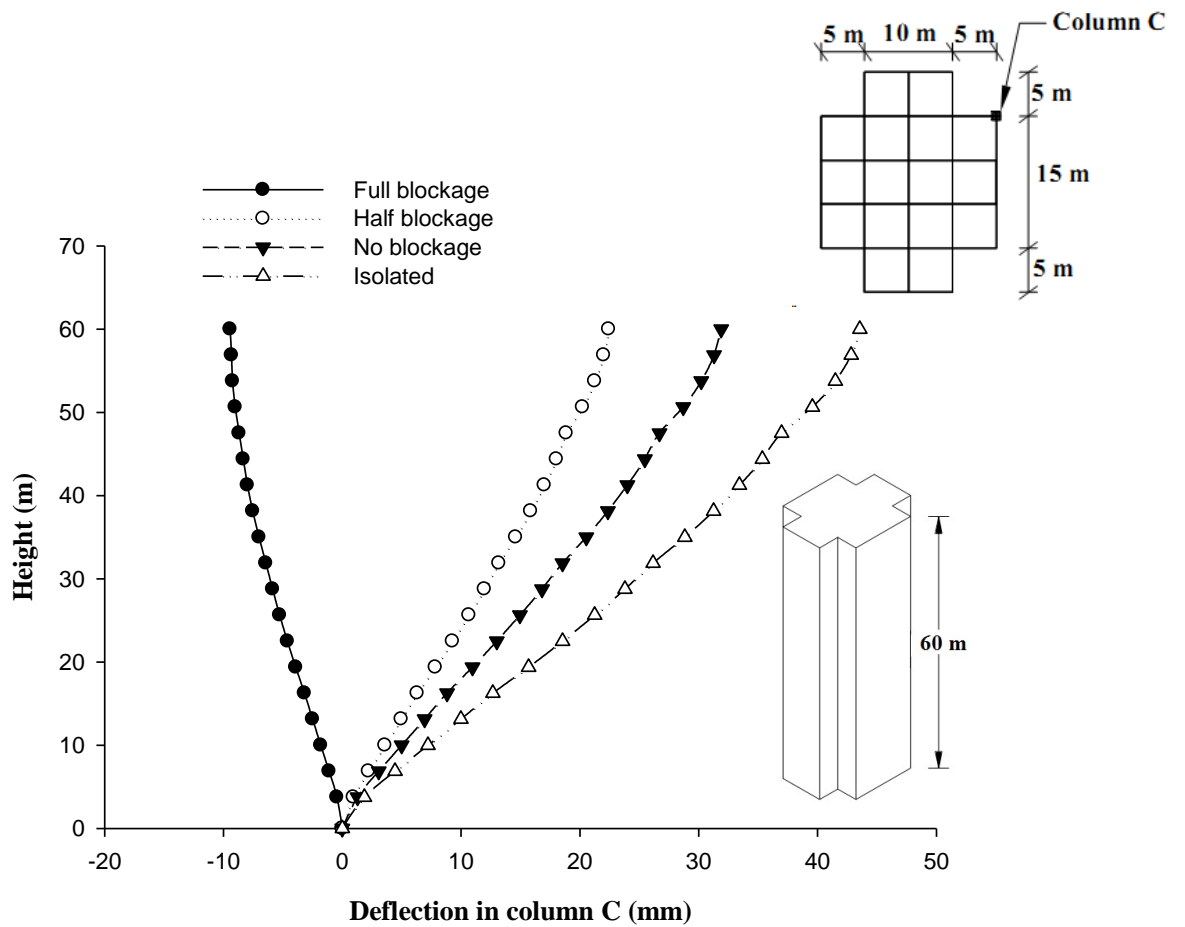 Column C
5 m 10 m 5 m
5 m
15 m
5 m
Full blockage
Half blockage
No blockage
Isolated
70
60
50
40
30
20
10
0
Height (m)
60 m
-20 -10 0 10 20 30 40 50
Deflection in column C (mm)